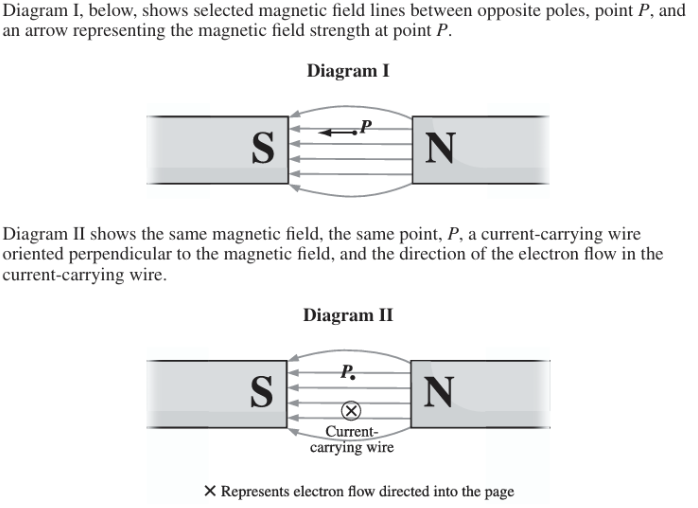 Diagram I, below, shows selected magnetic field lines between opposite poles, point P, and
an arrow representing the magnetic field strength at point P.
Diagram I
P
S N
Diagram II shows the same magnetic field, the same point, P, a current-carrying wire
oriented perpendicular to the magnetic field, and the direction of the electron flow in the
current-carrying wire.
Diagram II
P
S N
Current-
carrying wire
X Represents electron flow directed into the page